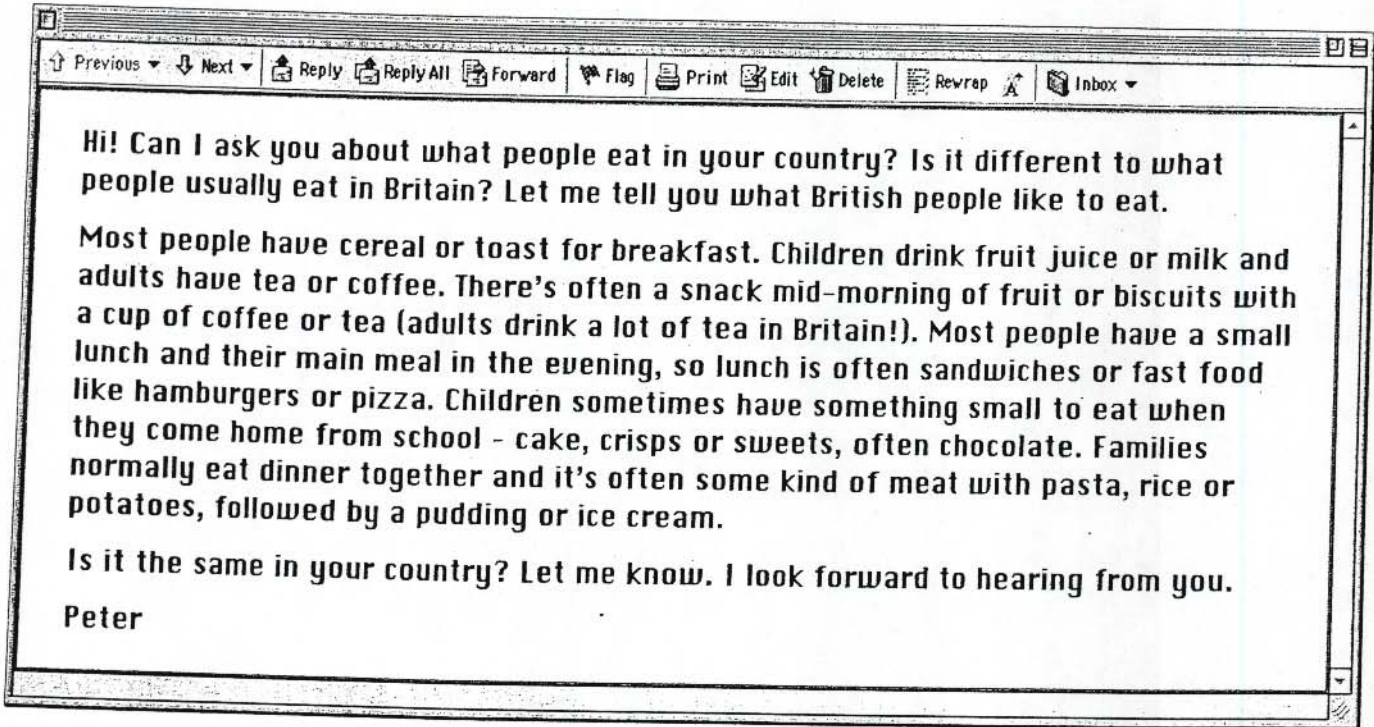 Previous Next Reply Reply All Forward Flag Print Edit Delete Rewrap Inbox
Hi! Can I ask you about what people eat in your country? Is it different to what
people usually eat in Britain? Let me tell you what British people like to eat.
Most people have cereal or toast for breakfast. Children drink fruit juice or milk and
adults have tea or coffee. There's often a snack mid-morning of fruit or biscuits with
a cup of coffee or tea (adults drink a lot of tea in Britain!). Most people have a small
lunch and their main meal in the evening, so lunch is often sandwiches or fast food
like hamburgers or pizza. Children sometimes have something small to eat when
they come home from school - cake, crisps or sweets, often chocolate. Families
normally eat dinner together and it's often some kind of meat with pasta, rice or
potatoes, followed by a pudding or ice cream.
Is it the same in your country? Let me know. I look forward to hearing from you.
Peter